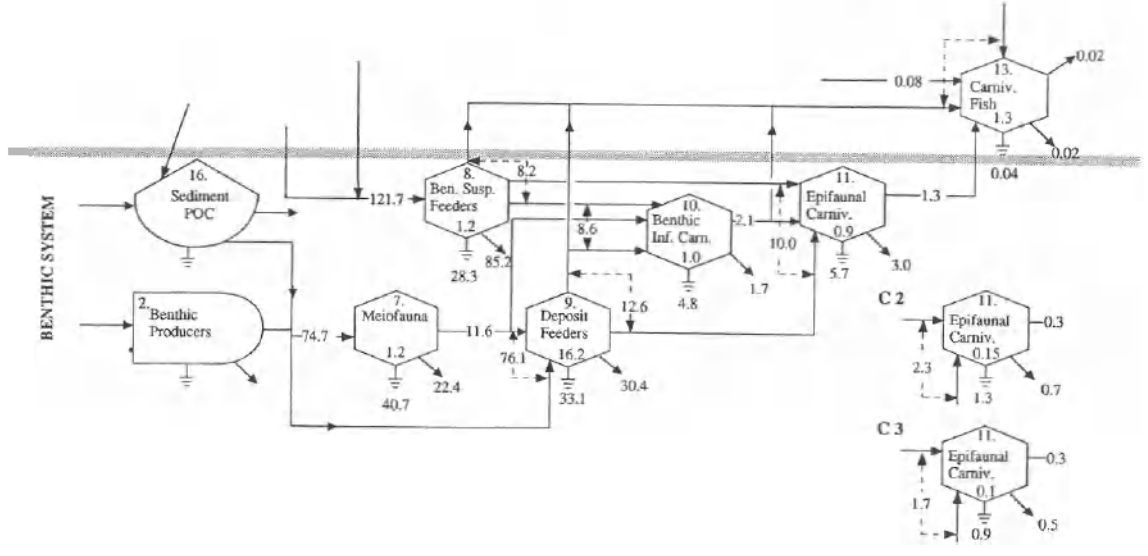 0.02
13.
Carniv.
Fish
1.3
0.08
0.02
0.04
BENTHIC SYSTEM
16.
Sediment
POC
121.7
8.
Ben. Susp.
Feeders
1.2
8.2
85.2
28.3
8.6
10.
Benthic
Inf. Carn.
1.0
2.1
1.7
4.8
10.0
11.
Epifaunal
Carniv.
0.9
1.3
3.0
5.7
2.
Benthic
Producers
74.7
7.
Meiofauna
1.2
11.6
22.4
40.7
76.1
9.
Deposit
Feeders
16.2
12.6
30.4
33.1
C 2
11.
Epifaunal
Carniv.
0.15
0.3
2.3
0.7
1.3
C 3
11.
Epifaunal
Carniv.
0.1
0.3
1.7
0.5
0.9